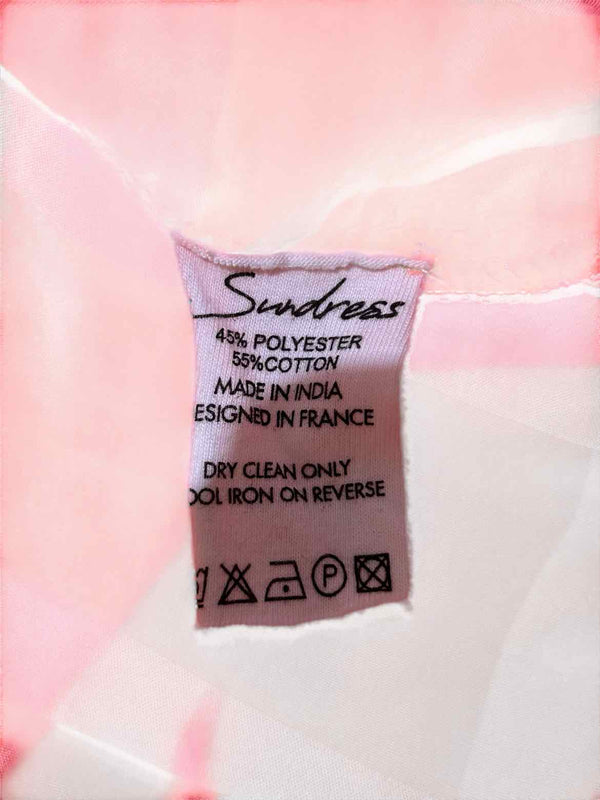 Sundress
45% POLYESTER
55%COTTON
MADE IN INDIA
ESIGNED IN FRANCE
DRY CLEAN ONLY
OOL IRON ON REVERSE
P